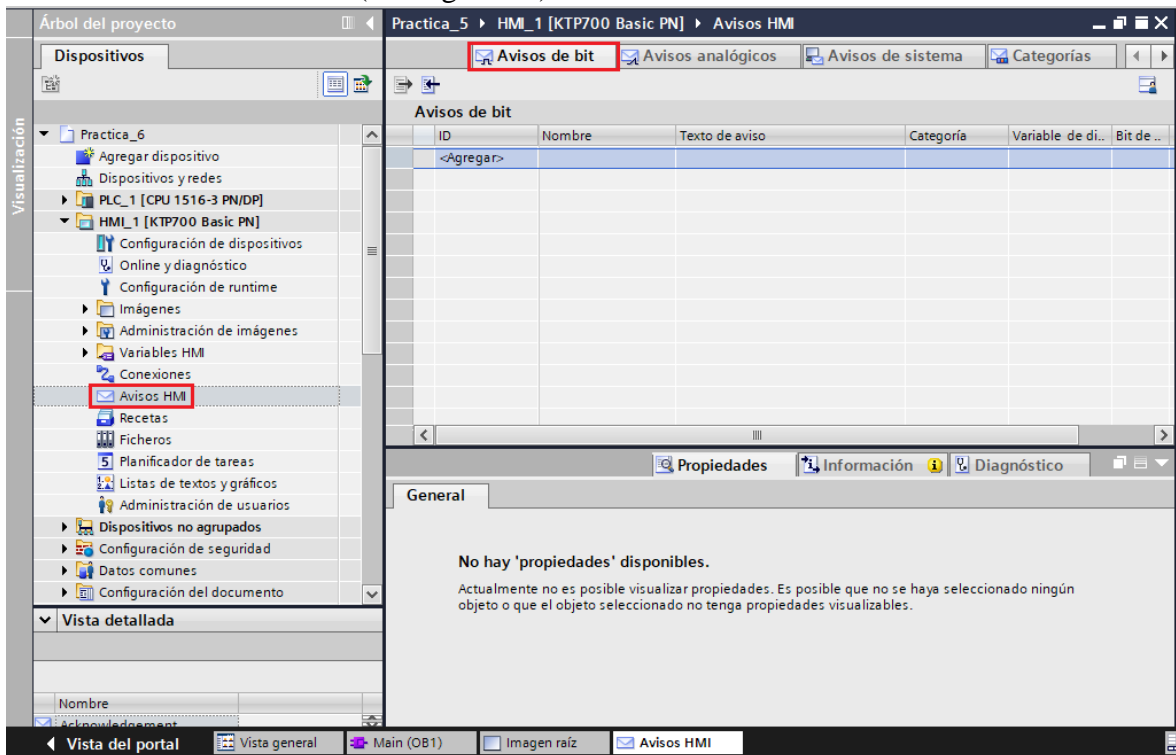 Árbol del proyecto
Dispositivos
Visualización
Practica_6
Agregar dispositivo
Dispositivos y redes
PLC_1 [CPU 1516-3 PN/DP]
HMI_1 [KTP700 Basic PN]
Configuración de dispositivos
Online y diagnóstico
Configuración de runtime
Imágenes
Administración de imágenes
Variables HMI
Conexiones
Avisos HMI
Recetas
Ficheros
Planificador de tareas
Listas de textos y gráficos
Administración de usuarios
Dispositivos no agrupados
Configuración de seguridad
Datos comunes
Configuración del documento
Vista detallada
Nombre
Acknowledgement
Practica_5 HMI_1 [KTP700 Basic PN] Avisos HMI
Avisos de bit Avisos analógicos Avisos de sistema Categorías
Avisos de bit
ID Nombre Texto de aviso Categoría Variable de di.. Bit de ..
<Agregar>
Propiedades Información Diagnóstico
General
No hay 'propiedades' disponibles.
Actualmente no es posible visualizar propiedades. Es posible que no se haya seleccionado ningún
objeto o que el objeto seleccionado no tenga propiedades visualizables.
Vista del portal Vista general Main (OB1) Imagen raíz Avisos HMI